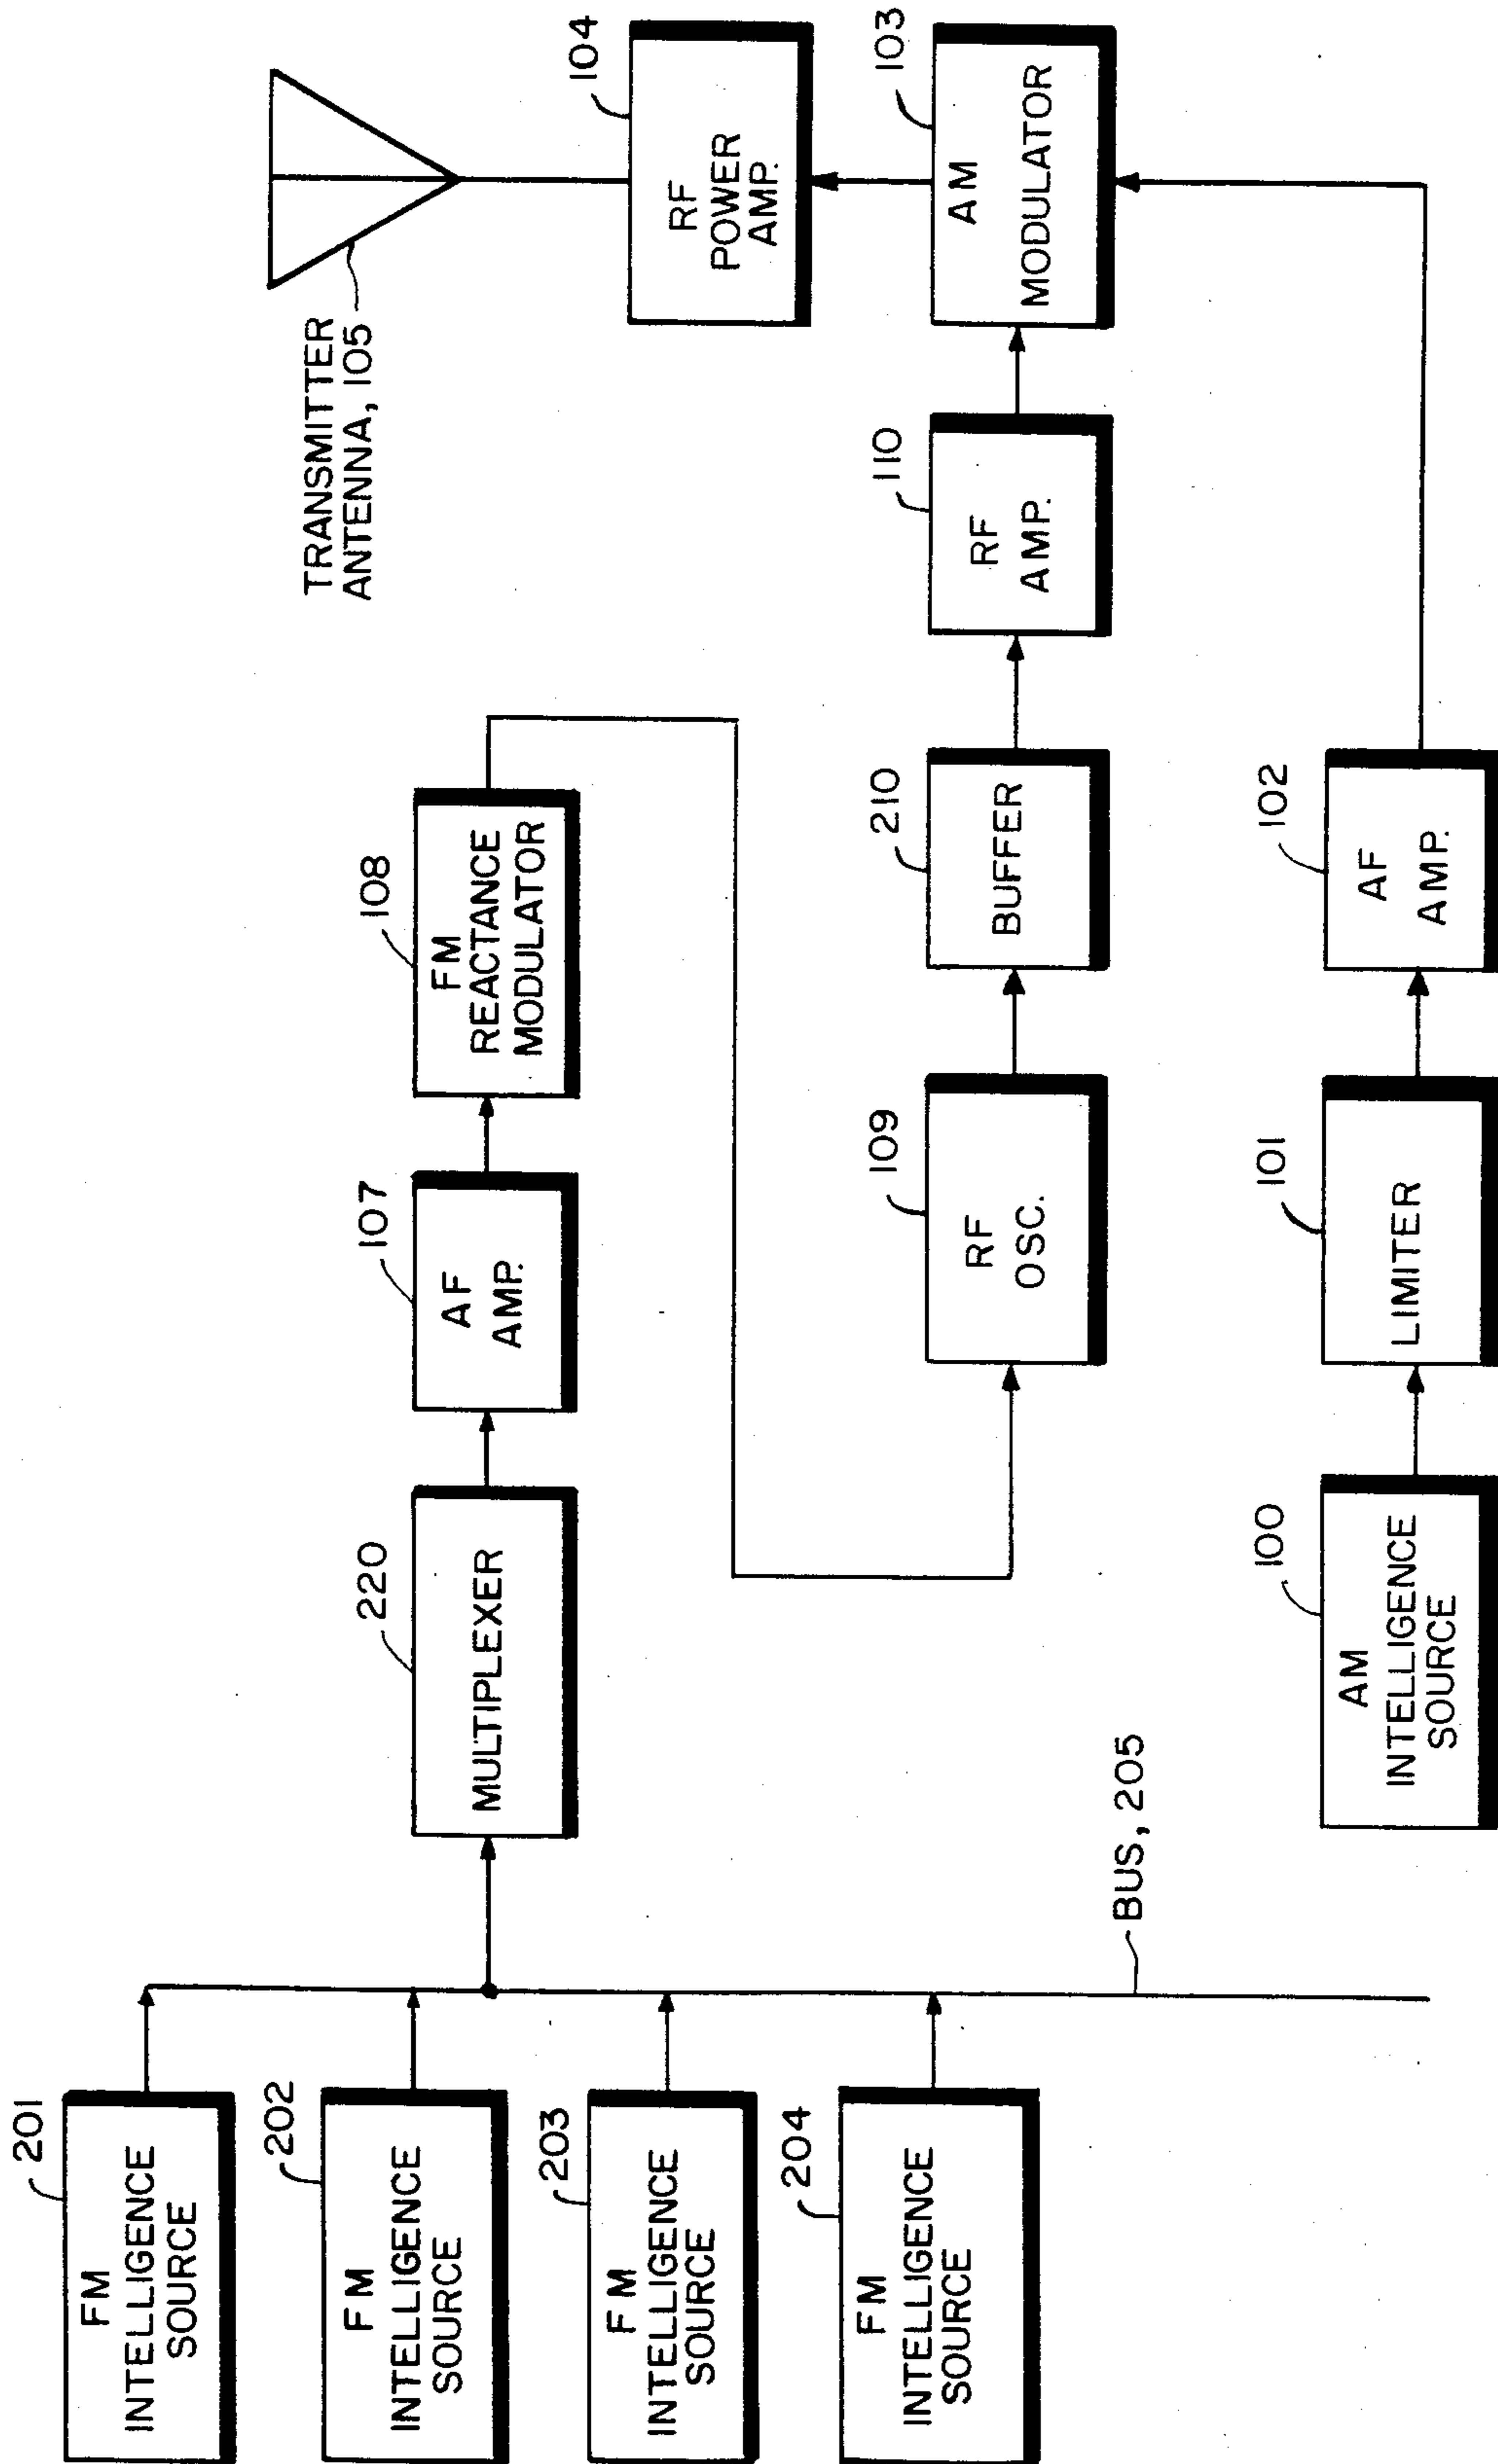 201
FM
INTELLIGENCE
SOURCE
202
FM
INTELLIGENCE
SOURCE
203
FM
INTELLIGENCE
SOURCE
204
FM
INTELLIGENCE
SOURCE
BUS, 205
220
MULTIPLEXER
107
AF
AMP.
108
FM
REACTANCE
MODULATOR
109
RF
OSC.
210
BUFFER
110
RF
AMP.
100
AM
INTELLIGENCE
SOURCE
101
LIMITER
102
AF
AMP.
103
AM
MODULATOR
104
RF
POWER
AMP.
TRANSMITTER
ANTENNA, 105